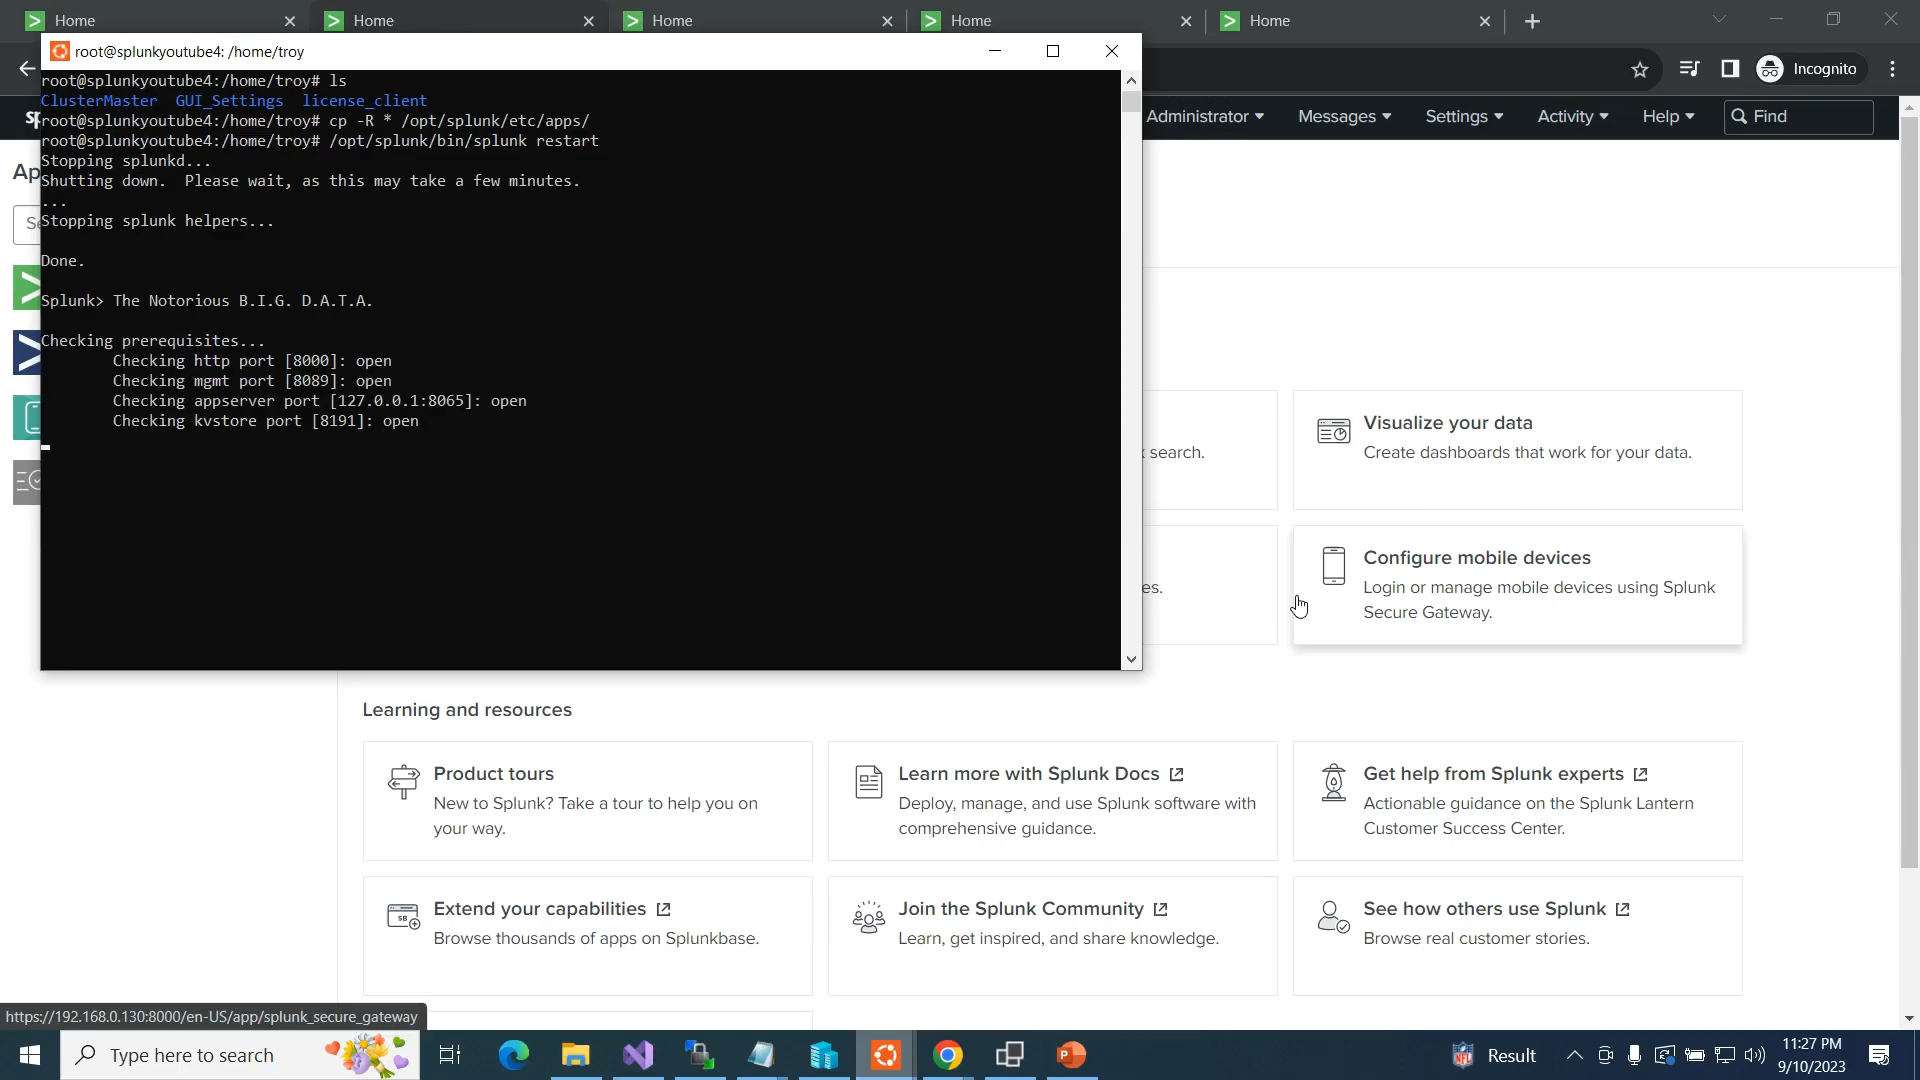 Home
Home
Home
Home
Home
root@splunkyoutube4: /home/troy
Incognito
root@splunkyoutube4:/home/troy# ls
ClusterMaster  GUI_Settings  license_client
root@splunkyoutube4:/home/troy# cp -R * /opt/splunk/etc/apps/
root@splunkyoutube4:/home/troy# /opt/splunk/bin/splunk restart
Stopping splunkd...
Shutting down.  Please wait, as this may take a few minutes.
...
Stopping splunk helpers...
Done.
Splunk> The Notorious B.I.G. D.A.T.A.
Checking prerequisites...
Checking http port [8000]: open
Checking mgmt port [8089]: open
Checking appserver port [127.0.0.1:8065]: open
Checking kvstore port [8191]: open
sp
Administrator
Messages
Settings
Activity
Help
Find
Ap
Se
search.
Visualize your data
Create dashboards that work for your data.
es.
Configure mobile devices
Login or manage mobile devices using Splunk
Secure Gateway.
Learning and resources
Product tours
New to Splunk? Take a tour to help you on
your way.
Learn more with Splunk Docs
Deploy, manage, and use Splunk software with
comprehensive guidance.
Get help from Splunk experts
Actionable guidance on the Splunk Lantern
Customer Success Center.
SB
Extend your capabilities
Browse thousands of apps on Splunkbase.
Join the Splunk Community
Learn, get inspired, and share knowledge.
See how others use Splunk
Browse real customer stories.
https://192.168.0.130:8000/en-US/app/splunk_secure_gateway
Type here to search
Result
11:27 PM
9/10/2023